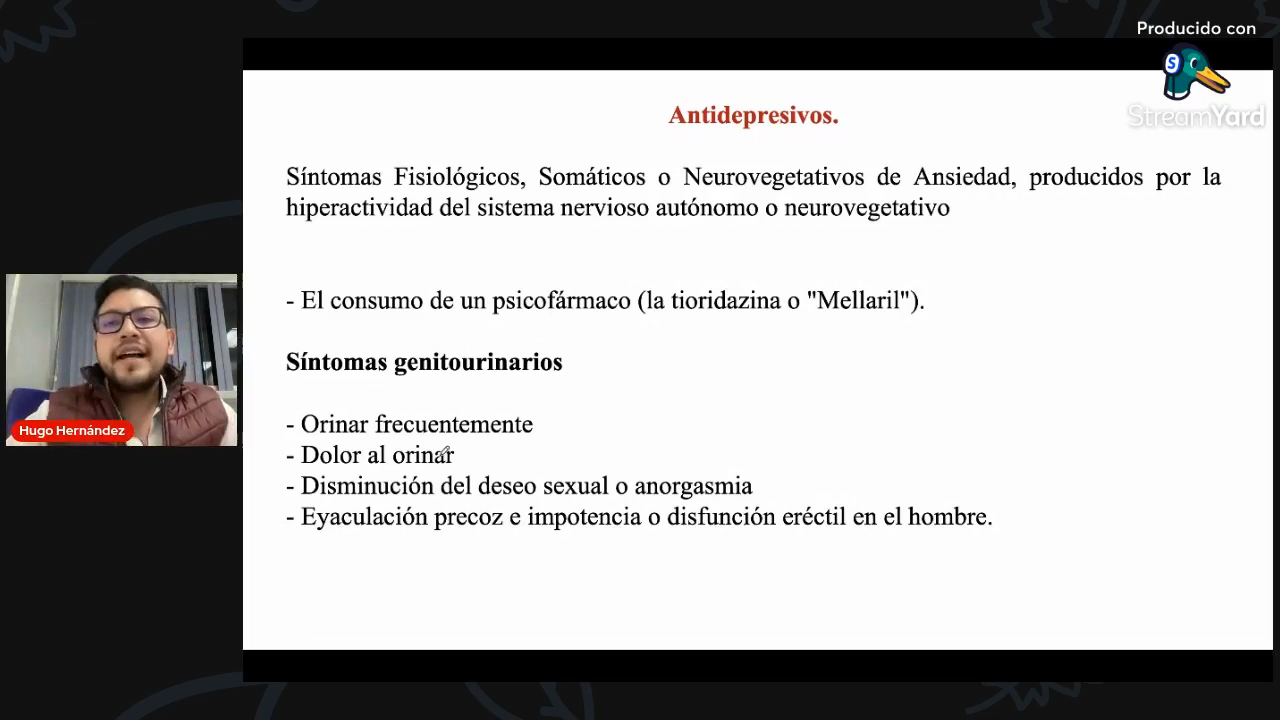 Producido con
StreamYard
Antidepresivos.
Síntomas Fisiológicos, Somáticos o Neurovegetativos de Ansiedad, producidos por la
hiperactividad del sistema nervioso autónomo o neurovegetativo
- El consumo de un psicofármaco (la tioridazina o "Mellaril").
Síntomas genitourinarios
- Orinar frecuentemente
- Dolor al orinar
- Disminución del deseo sexual o anorgasmia
- Eyaculación precoz e impotencia o disfunción eréctil en el hombre.
Hugo Hernández